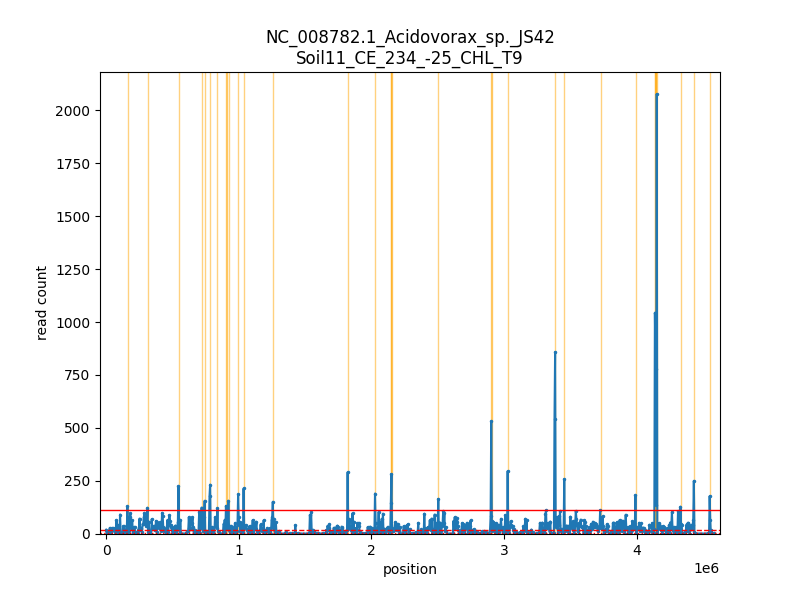 NC_008782.1_Acidovorax_sp._JS42
Soil11_CE_234_-25_CHL_T9
2000
1750
1500
1250
1000
750
500
250
0
read count
0
1
2
3
4
1e6
position